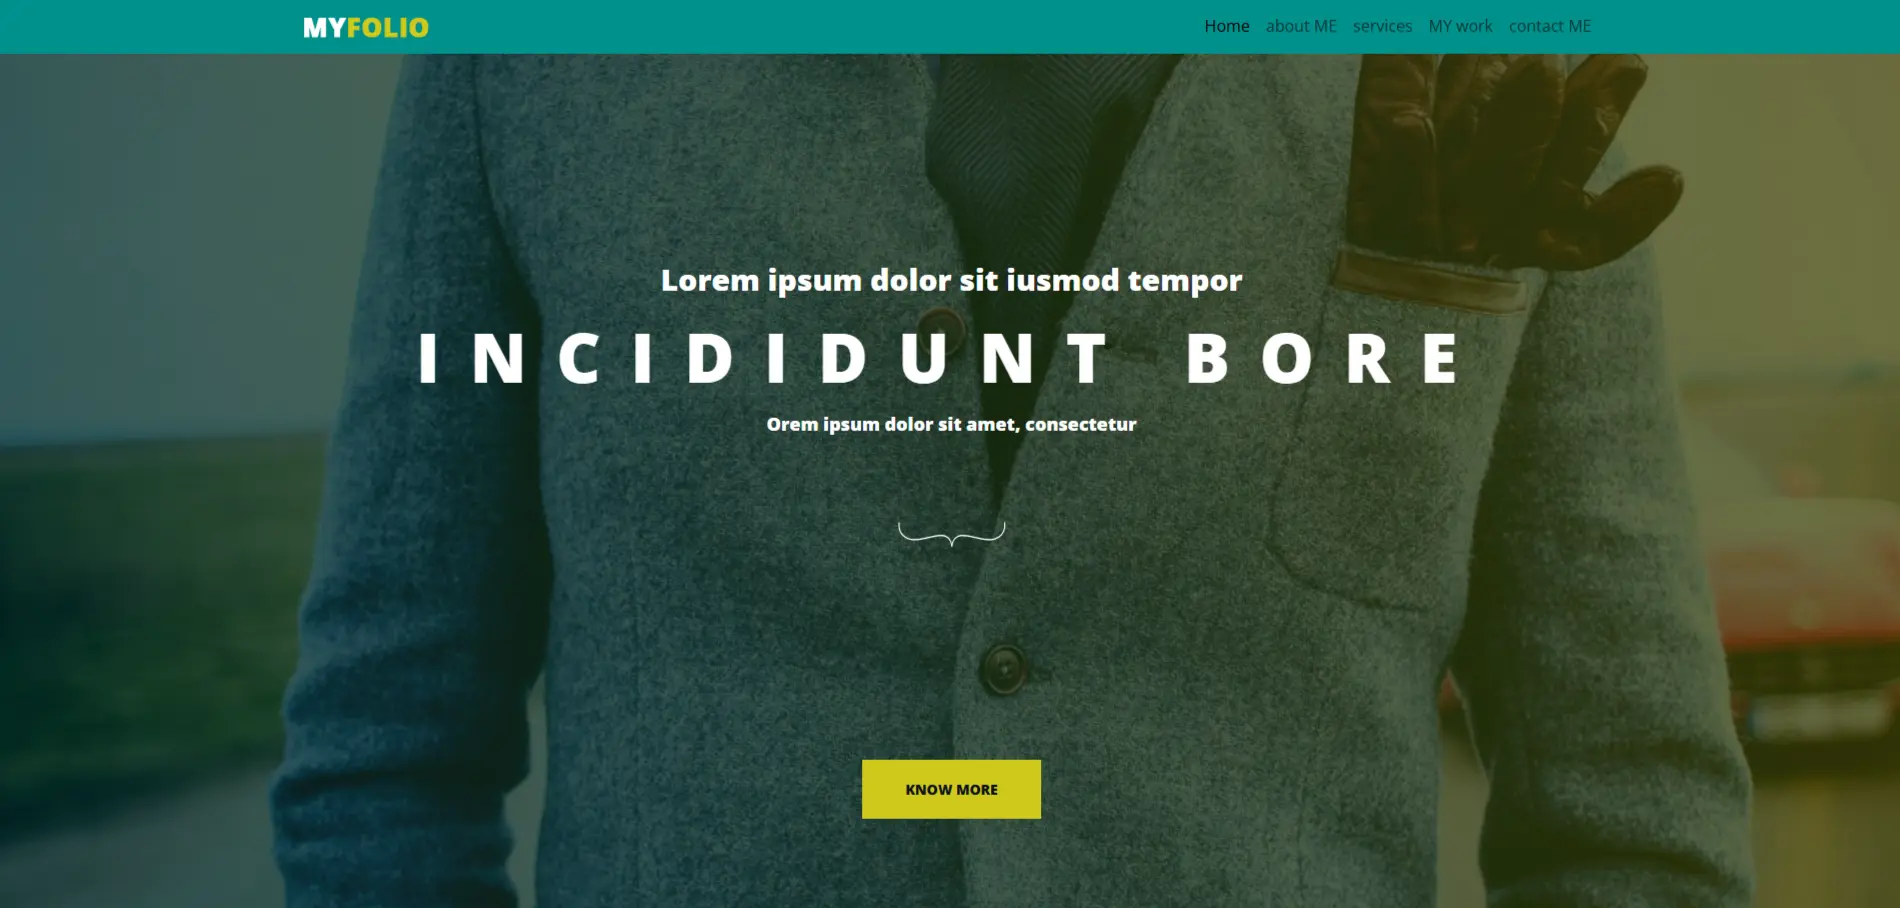 MYFOLIO
Home about ME services MY work contact ME
Lorem ipsum dolor sit iusmod tempor
INCIDIDUNT BORE
Orem ipsum dolor sit amet, consectetur
KNOW MORE